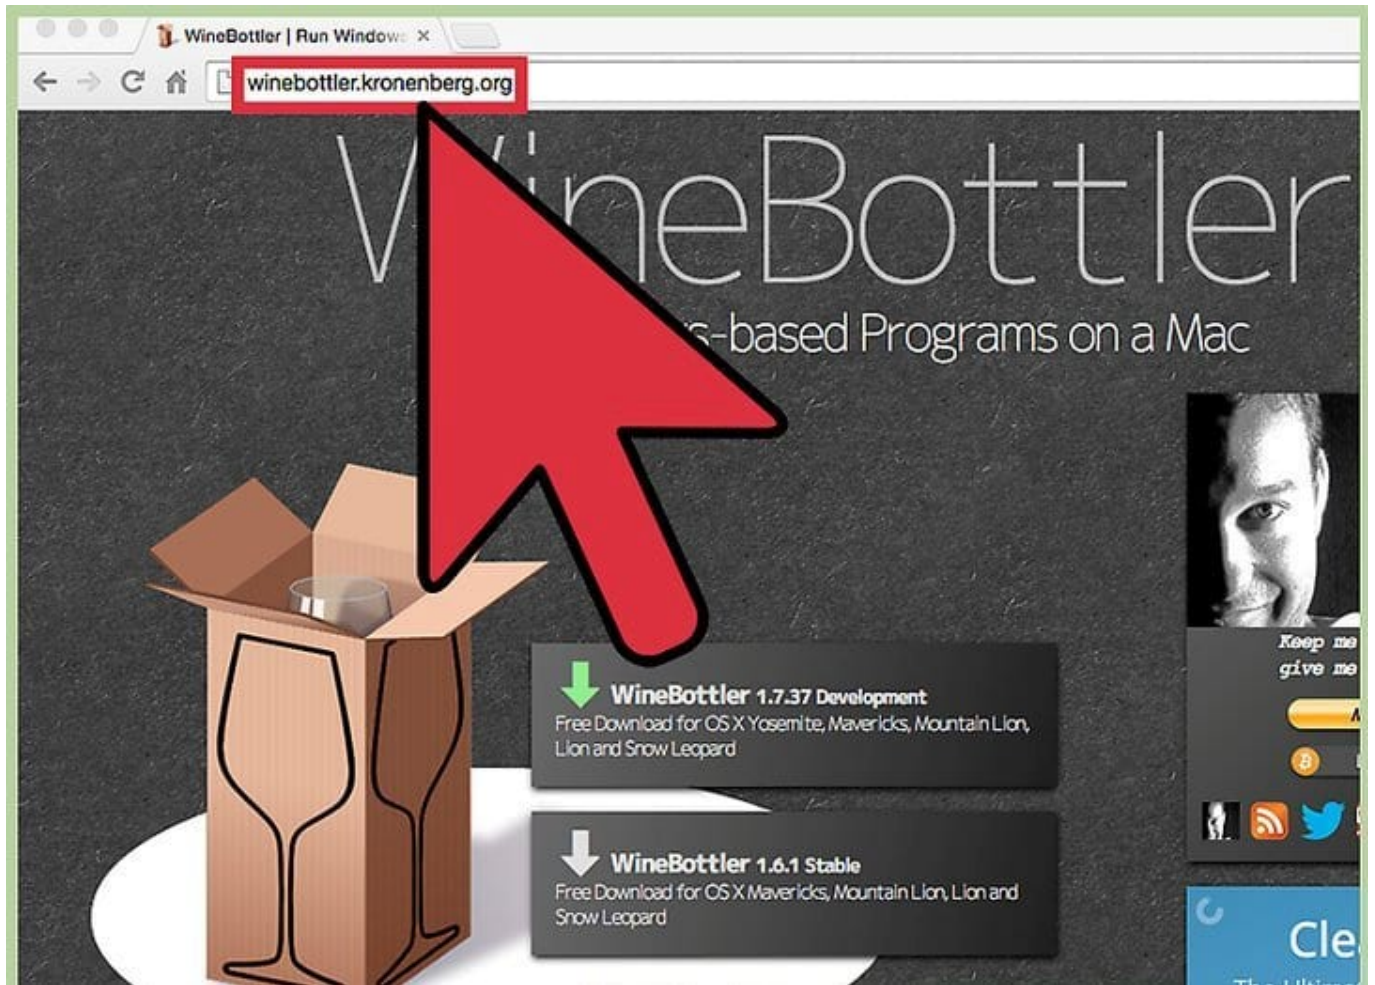 WineBottler | Run Windows
winebottler.kronenberg.org
WineBottler
s-based Programs on a Mac
Keep me
give me
WineBottler 1.7.37 Development
Free Download for OS X Yosemite, Mavericks, Mountain Lion,
Lion and Snow Leopard
WineBottler 1.6.1 Stable
Free Download for OS X Mavericks, Mountain Lion, Lion and
Snow Leopard
Cle